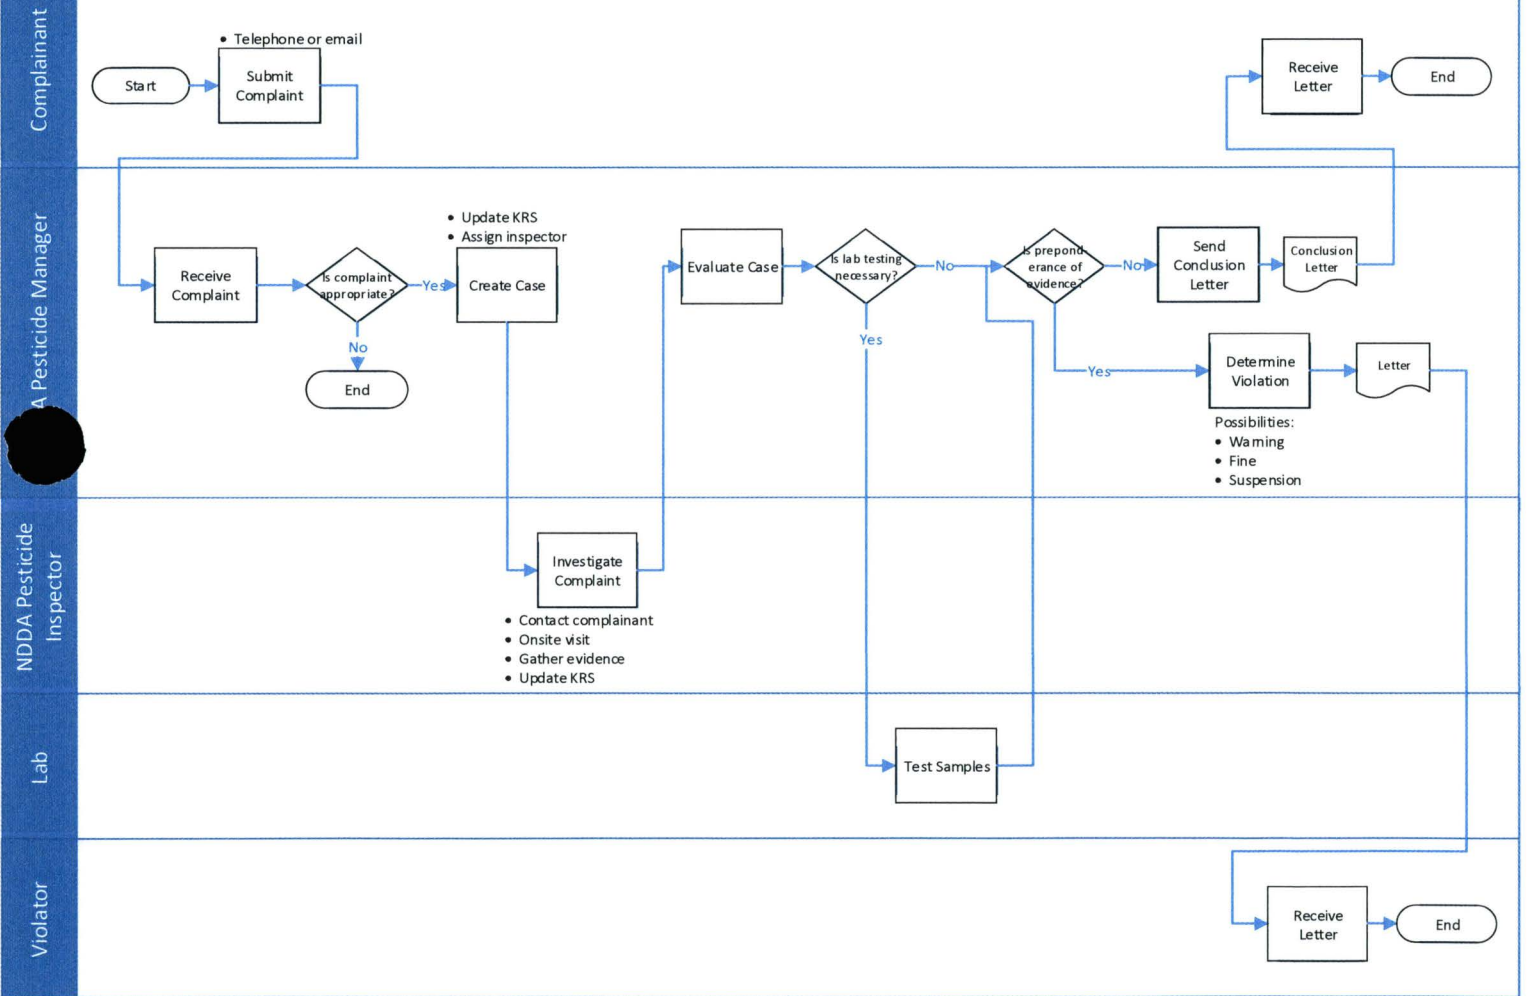 Complainant
Telephone or email
Start
Submit
Complaint
Receive
Letter
End
A Pesticide Manager
Receive
Complaint
Is complaint
appropriate?
Yes
No
End
Update KRS
Assign inspector
Create Case
Evaluate Case
Is lab testing
necessary?
No
Yes
Is prepond-
erance of
evidence?
No
Yes
Send
Conclusion
Letter
Conclusion
Letter
Determine
Violation
Letter
Possibilities:
Warning
Fine
Suspension
NDDA Pesticide
Inspector
Investigate
Complaint
Contact complainant
Onsite visit
Gather evidence
Update KRS
Lab
Test Samples
Violator
Receive
Letter
End